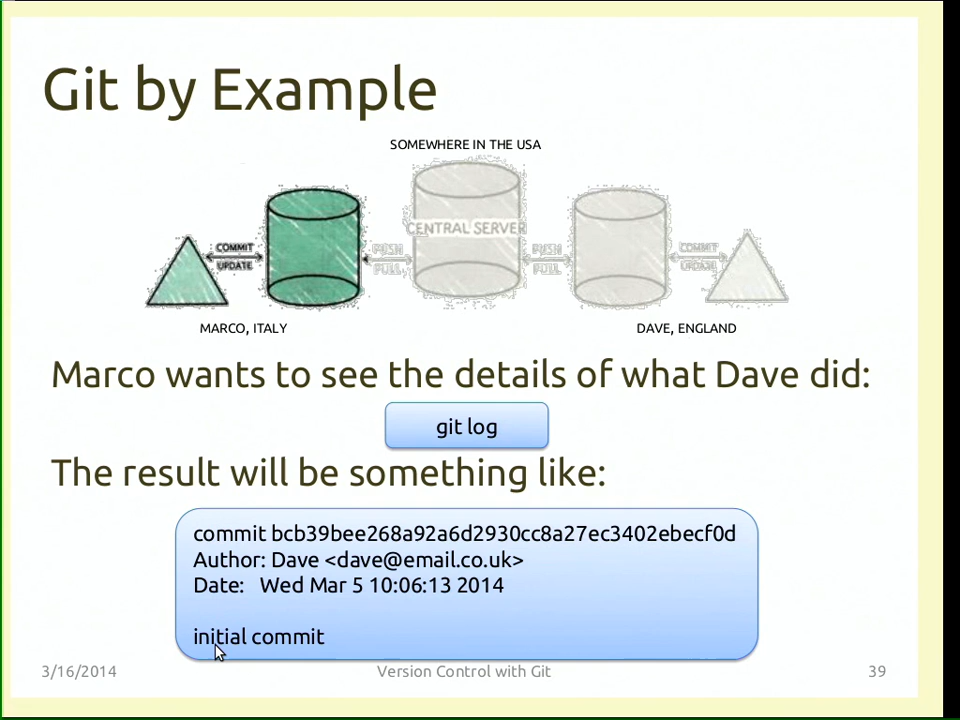 Git by Example
SOMEWHERE IN THE USA
CENTRAL SERVER
COMMIT
UPDATE
PUSH
PULL
PUSH
PULL
COMMIT
UPDATE
MARCO, ITALY
DAVE, ENGLAND
Marco wants to see the details of what Dave did:
git log
The result will be something like:
commit bcb39bee268a92a6d2930cc8a27ec3402ebecf0d
Author: Dave <dave@email.co.uk>
Date: Wed Mar 5 10:06:13 2014
initial commit
3/16/2014
Version Control with Git
39